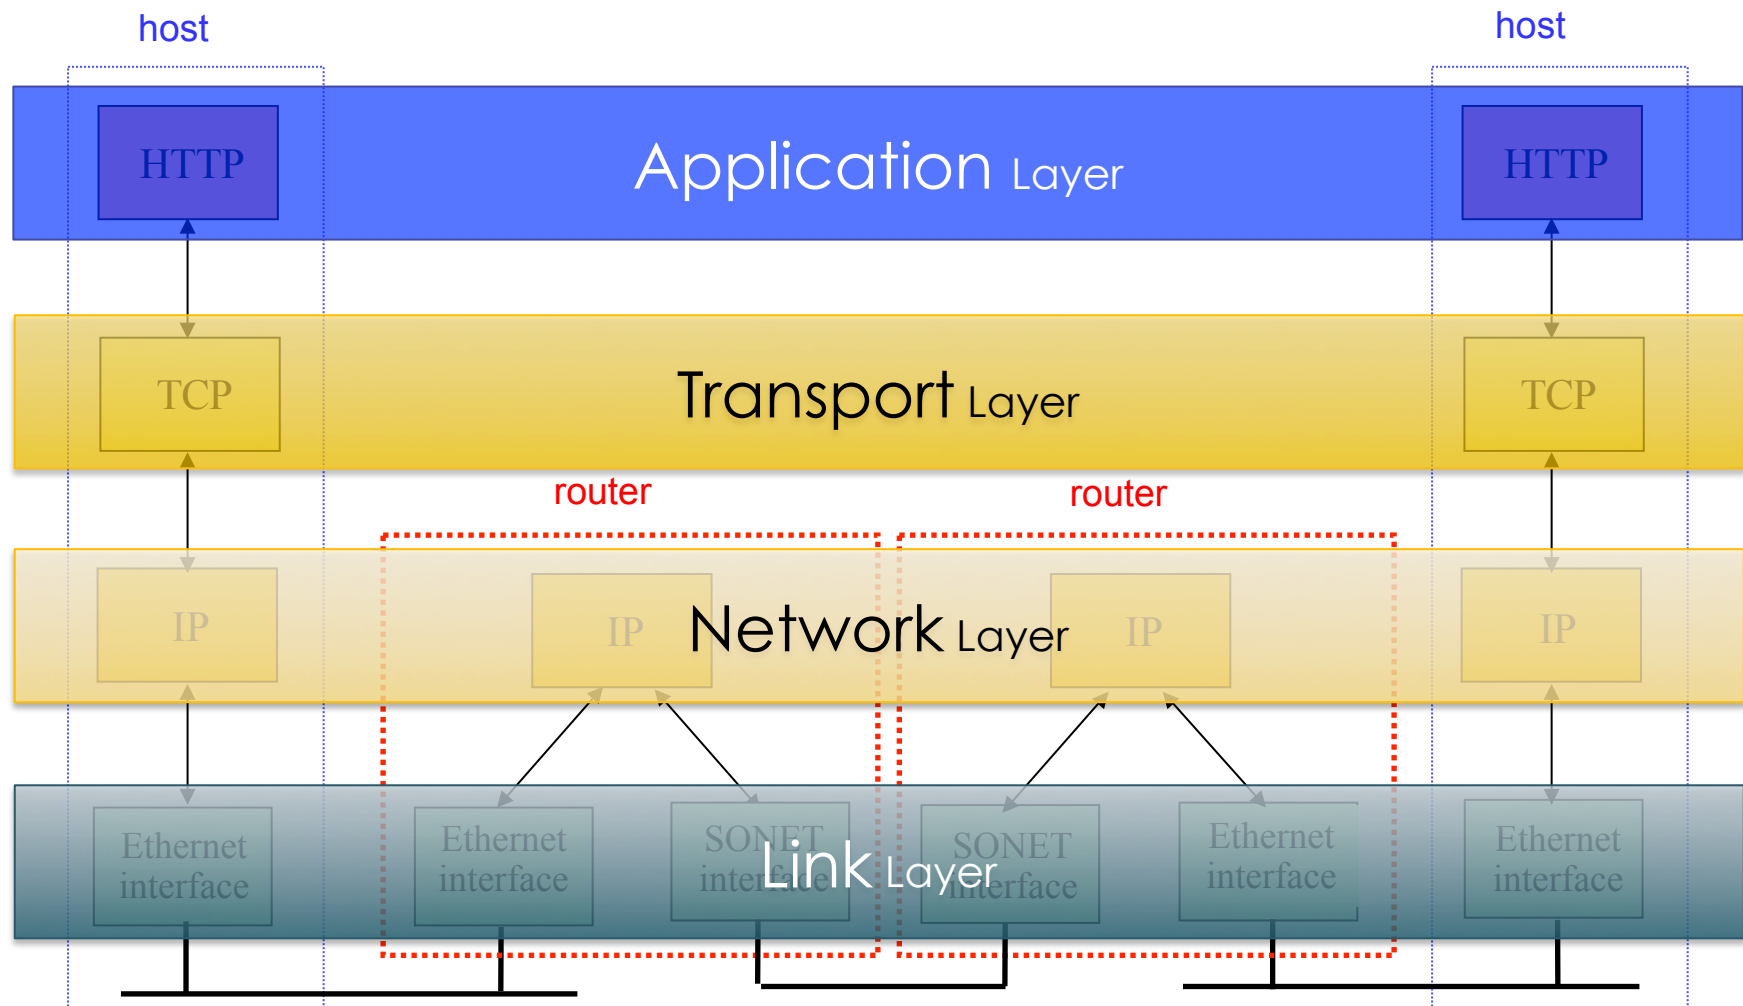 host
host
HTTP
Application Layer
HTTP
TCP
Transport Layer
TCP
router
router
IP
IP
Network Layer
IP
IP
Ethernet
interface
Ethernet
interface
SONET
interface
Link Layer
SONET
interface
Ethernet
interface
Ethernet
interface